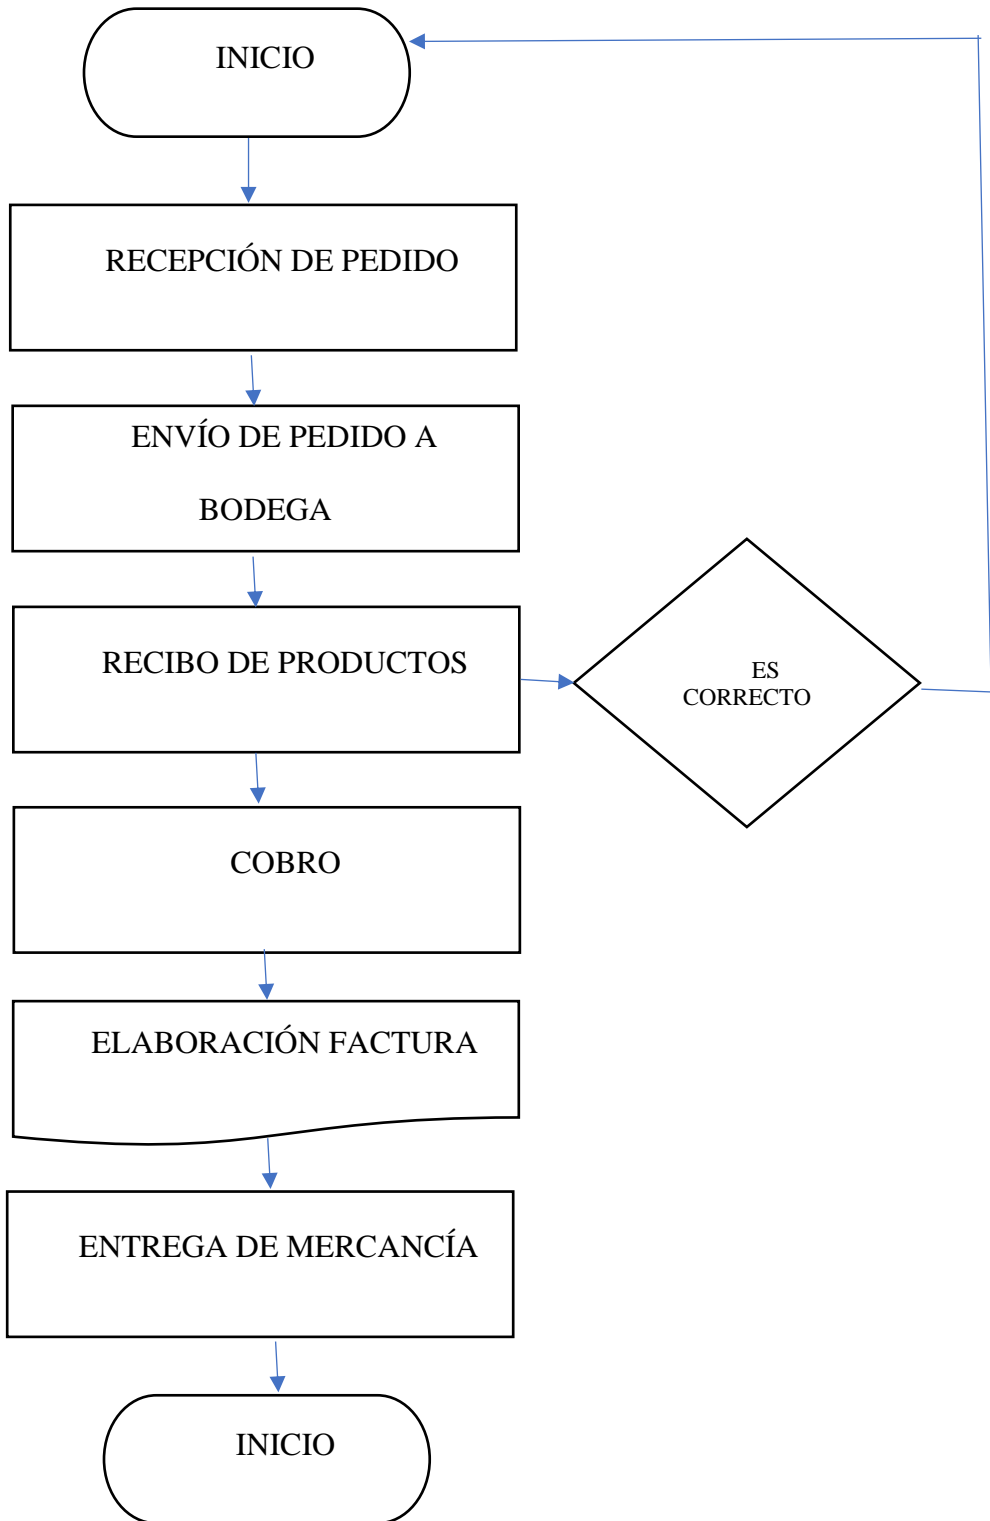 INICIO
RECEPCIÓN DE PEDIDO
ENVÍO DE PEDIDO A
BODEGA
RECIBO DE PRODUCTOS
ES
CORRECTO
COBRO
ELABORACIÓN FACTURA
ENTREGA DE MERCANCÍA
INICIO